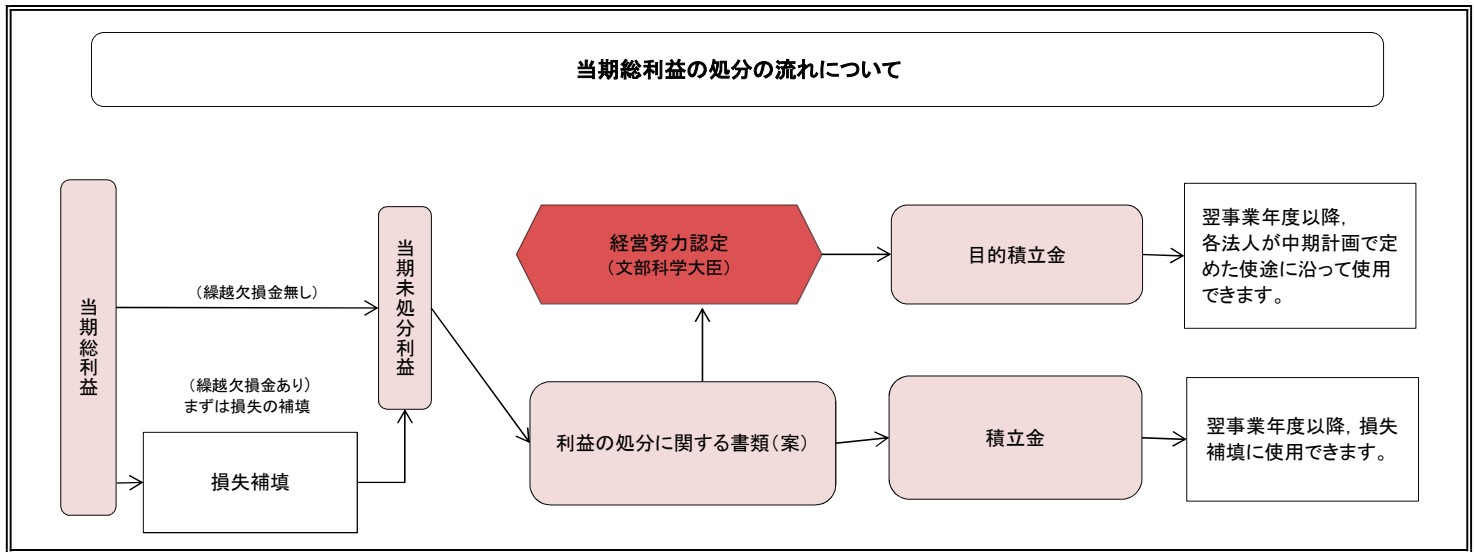 当期総利益の処分の流れについて
当期総利益
（繰越欠損金無し）
（繰越欠損金あり）
まずは損失の補填
損失補填
当期未処分利益
経営努力認定
（文部科学大臣）
利益の処分に関する書類（案）
目的積立金
積立金
翌事業年度以降，
各法人が中期計画で定
めた使途に沿って使用
できます。
翌事業年度以降，損失
補填に使用できます。